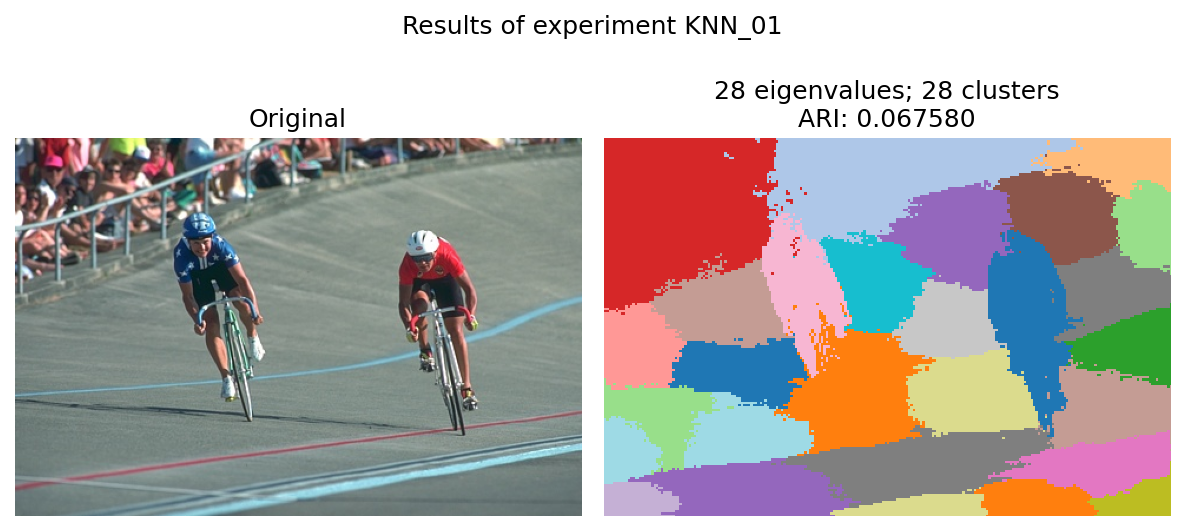 Results of experiment KNN_01
Original
28 eigenvalues; 28 clusters
ARI: 0.067580